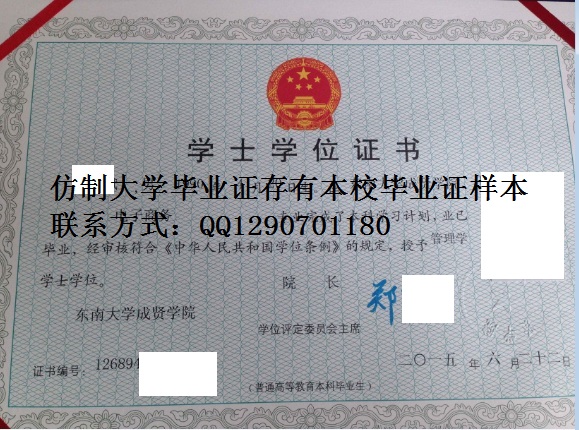 学士学位证书
仿制大学毕业证存有本校毕业证样本
联系方式：QQ1290701180
毕业，经审核符合《中华人民共和国学位条例》的规定，授予管理学
学士学位。
院 长 郑
东南大学成贤学院
学位评定委员会主席
证书编号：12689
二〇一五年六月二十二日
（普通高等教育本科毕业生）